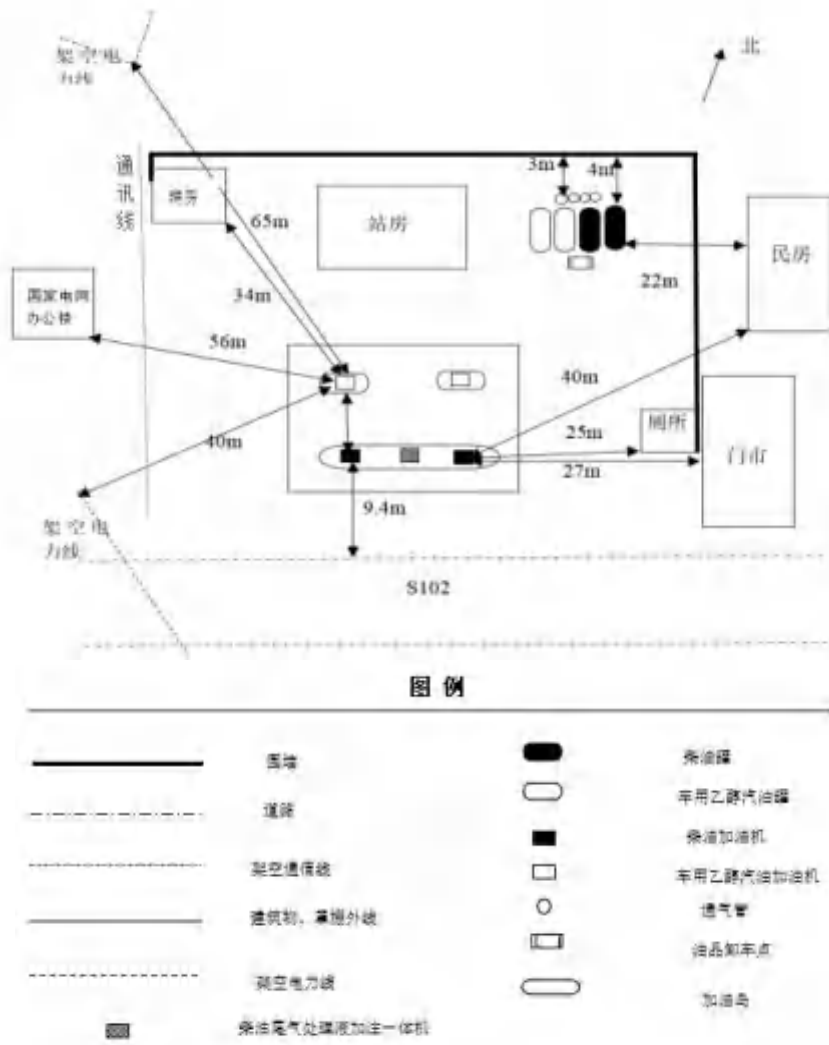 架空电
力线
北
通
讯
线
3m
4m
65m
站房
民房
34m
22m
国家电网
办公楼
56m
40m
40m
厕所
25m
门市
27m
9.4m
架空电
力线
S102
图 例
围墙
柴油罐
道路
车用乙醇汽油罐
柴油加油机
架空通信线
车用乙醇汽油加油机
建筑物、罩棚外线
通气管
油品卸车点
架空电力线
加油岛
柴油尾气处理液加注一体机